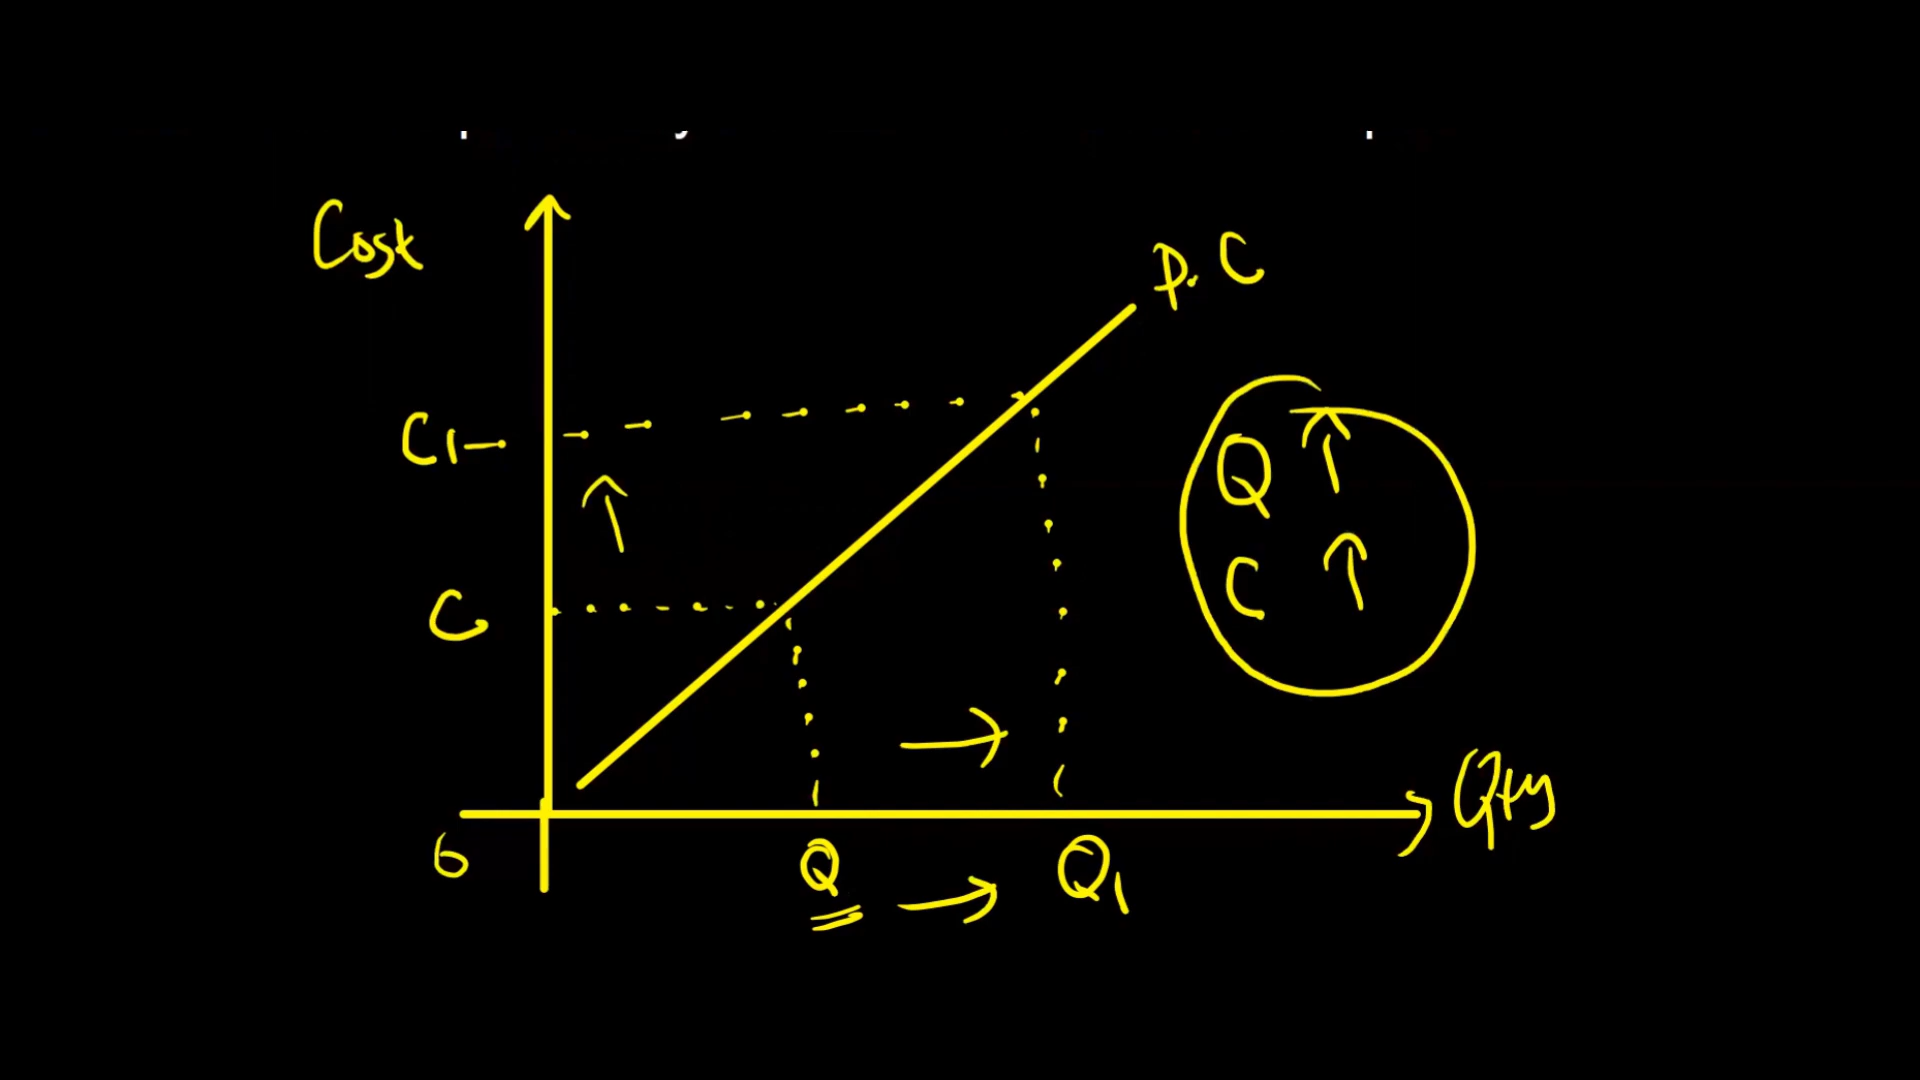 Cost
P.C
C1
Q ↑
C ↑
C
Qty
0
Q → Q1